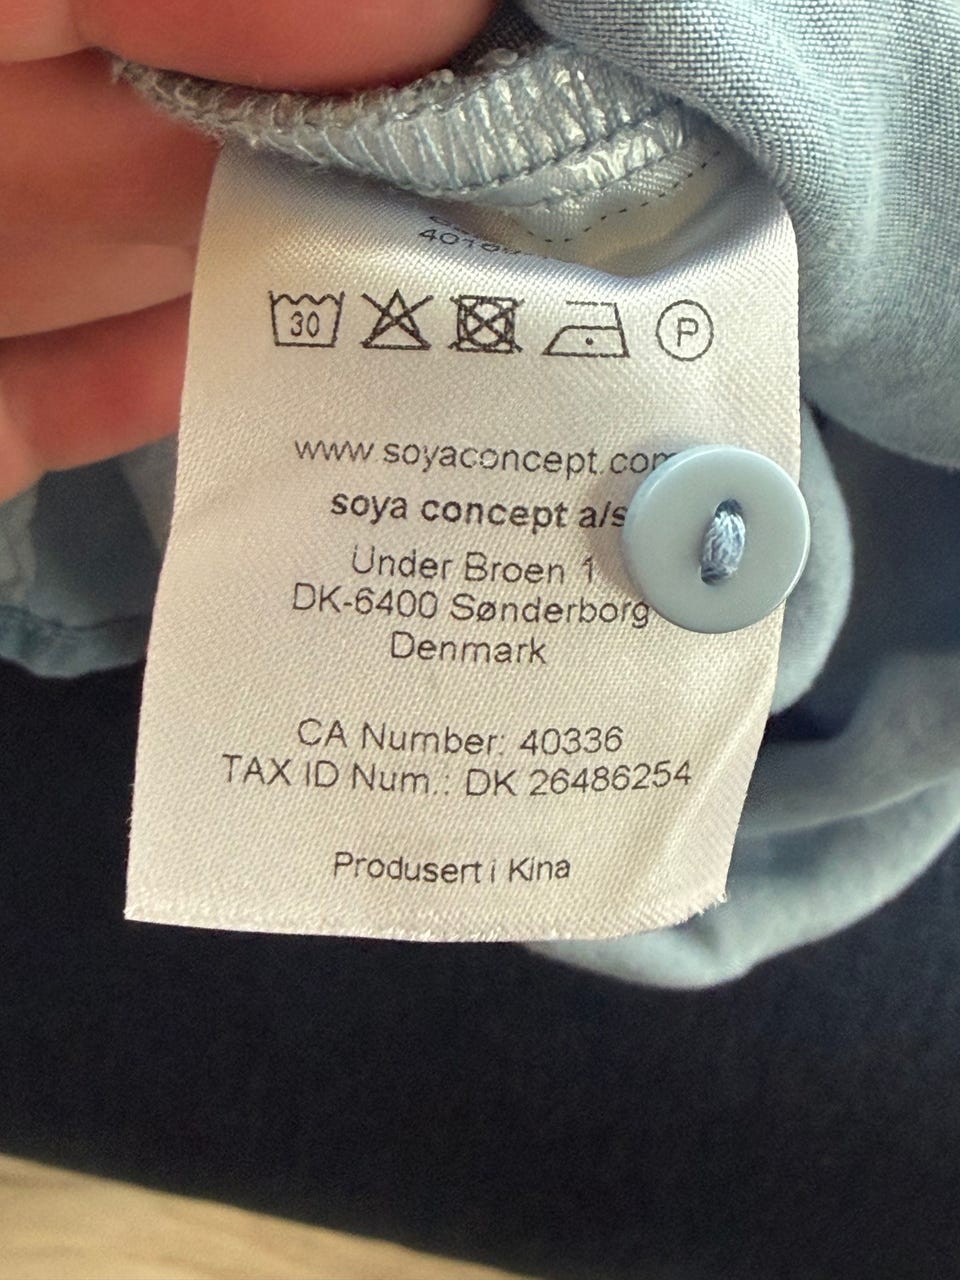 30
P
www.soyaconcept.com
soya concept a/s
Under Broen 1
DK-6400 Sønderborg
Denmark
CA Number: 40336
TAX ID Num.: DK 26486254
Produsert i Kina